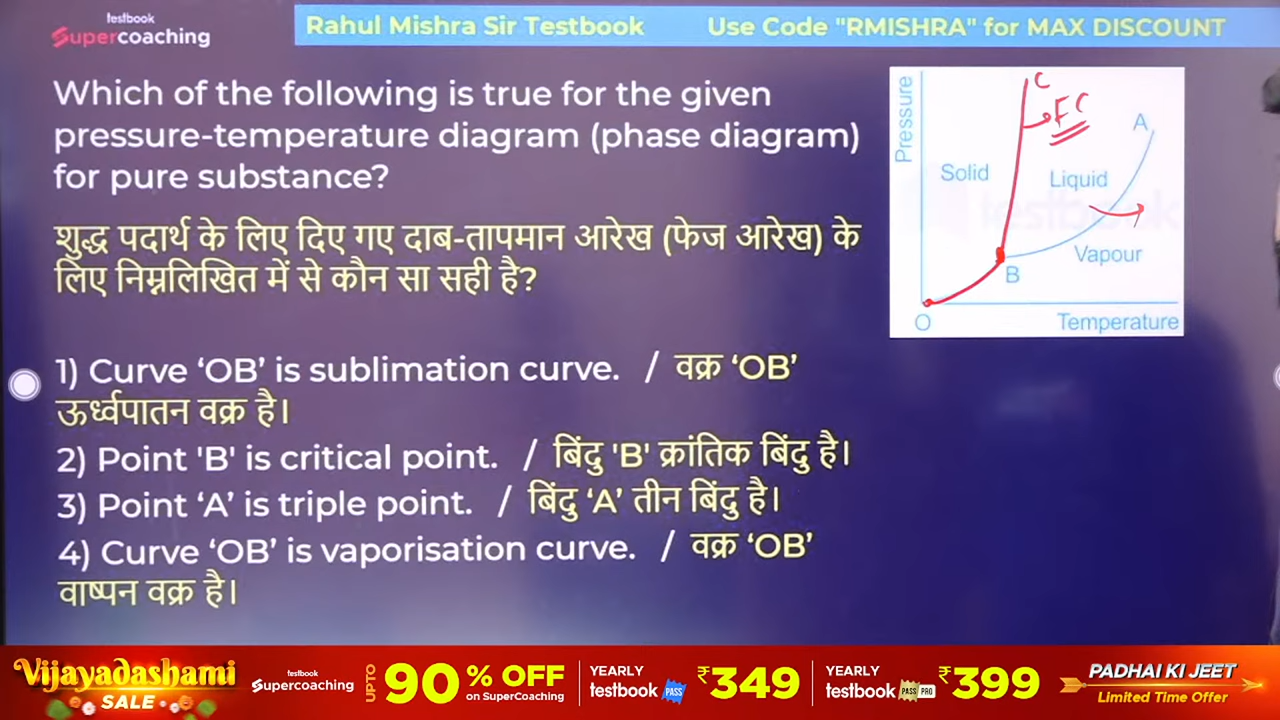 testbook
Supercoaching
Rahul Mishra Sir Testbook
Use Code "RMISHRA" for MAX DISCOUNT
Which of the following is true for the given
pressure-temperature diagram (phase diagram)
for pure substance?
शुद्ध पदार्थ के लिए दिए गए दाब-तापमान आरेख (फेज आरेख) के
लिए निम्नलिखित में से कौन सा सही है?
1) Curve ‘OB’ is sublimation curve. / वक्र ‘OB’
ऊर्ध्वपातन वक्र है।
2) Point 'B' is critical point. / बिंदु 'B' क्रांतिक बिंदु है।
3) Point ‘A’ is triple point. / बिंदु ‘A’ तीन बिंदु है।
4) Curve ‘OB’ is vaporisation curve. / वक्र ‘OB’
वाष्पन वक्र है।
Pressure
C
FC
A
Solid
Liquid
testbook
Vapour
B
O
Temperature
Vijayadashami
SALE
testbook
Supercoaching
UPTO
90% OFF
on SuperCoaching
YEARLY
testbook PASS
₹349
YEARLY
testbook PASS PRO
₹399
PADHAI KI JEET
Limited Time Offer